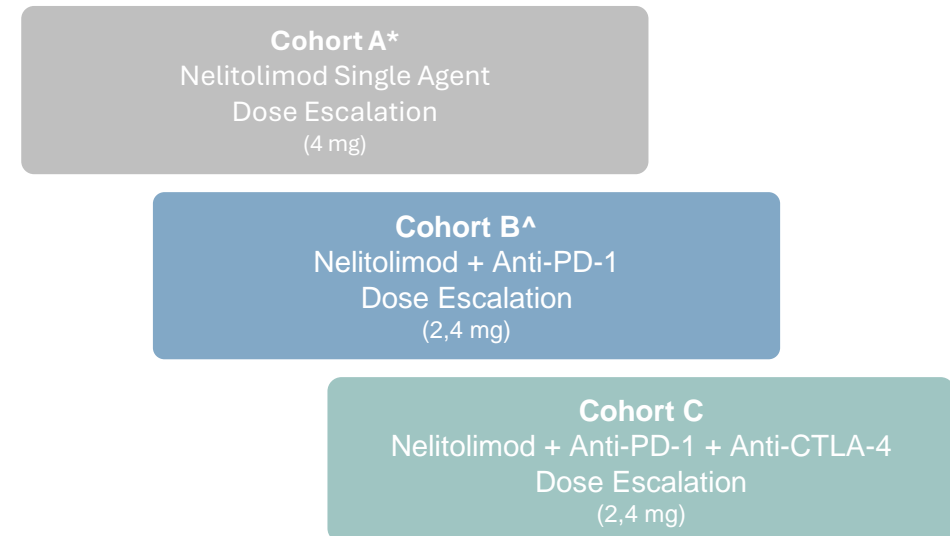 Cohort A*
Nelitolimod Single Agent
Dose Escalation
(4 mg)
Cohort B^
Nelitolimod + Anti-PD-1
Dose Escalation
(2,4 mg)
Cohort C
Nelitolimod + Anti-PD-1 + Anti-CTLA-4
Dose Escalation
(2,4 mg)